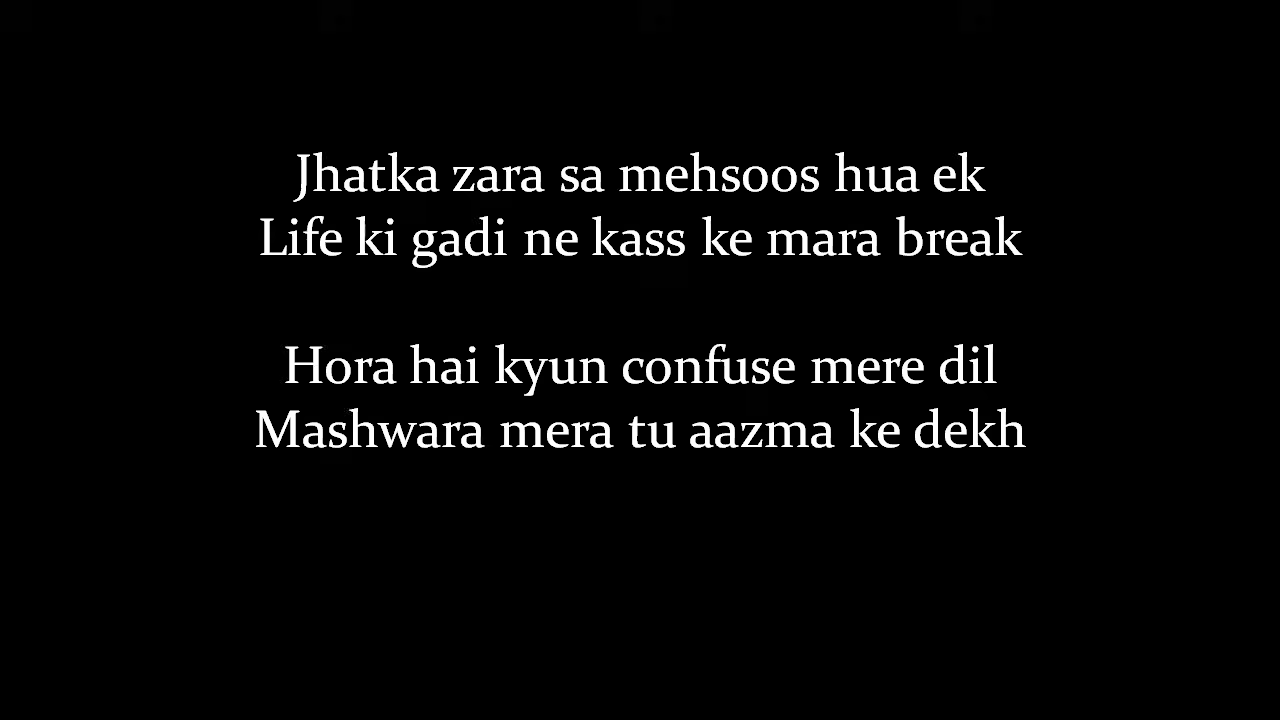 Jhatka zara sa mehsoos hua ek
Life ki gadi ne kass ke mara break
Hora hai kyun confuse mere dil
Mashwara mera tu aazma ke dekh